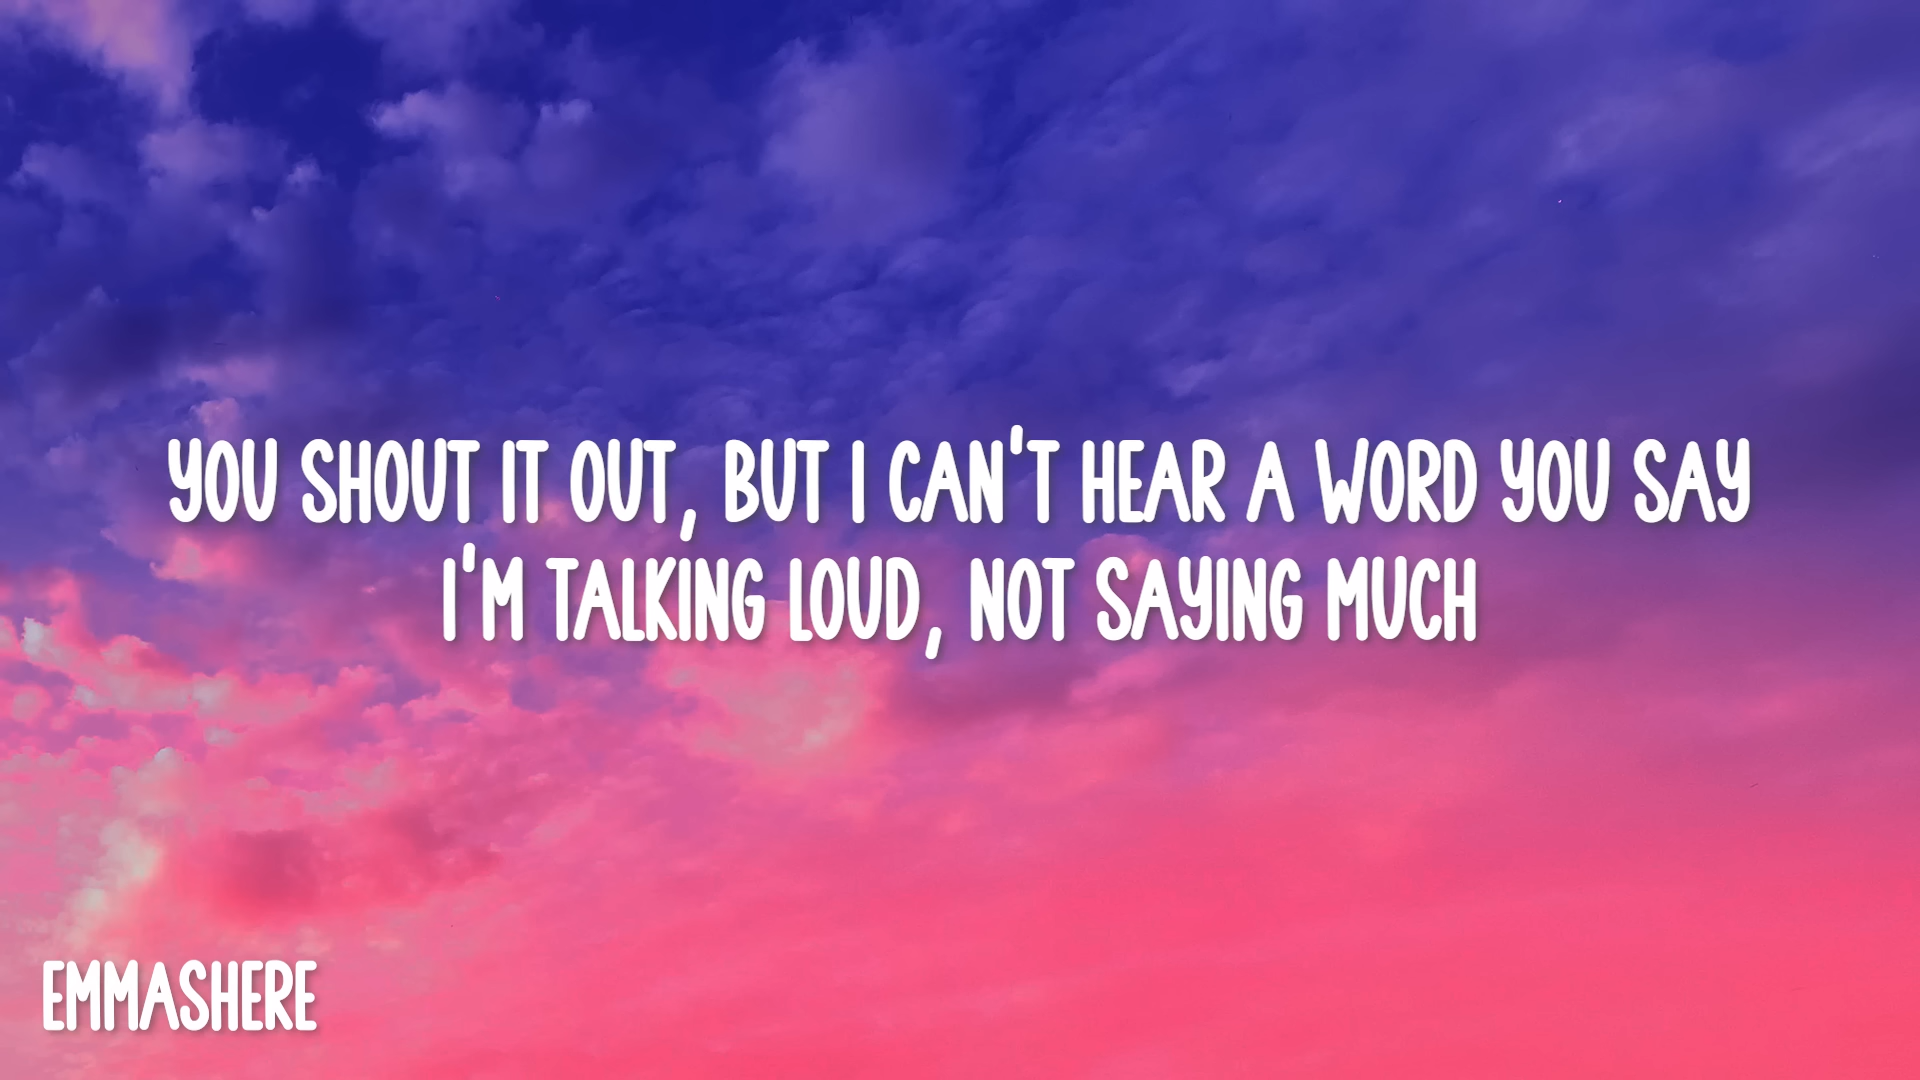 YOU SHOUT IT OUT, BUT I CAN'T HEAR A WORD YOU SAY
I'M TALKING LOUD, NOT SAYING MUCH
EMMASHERE